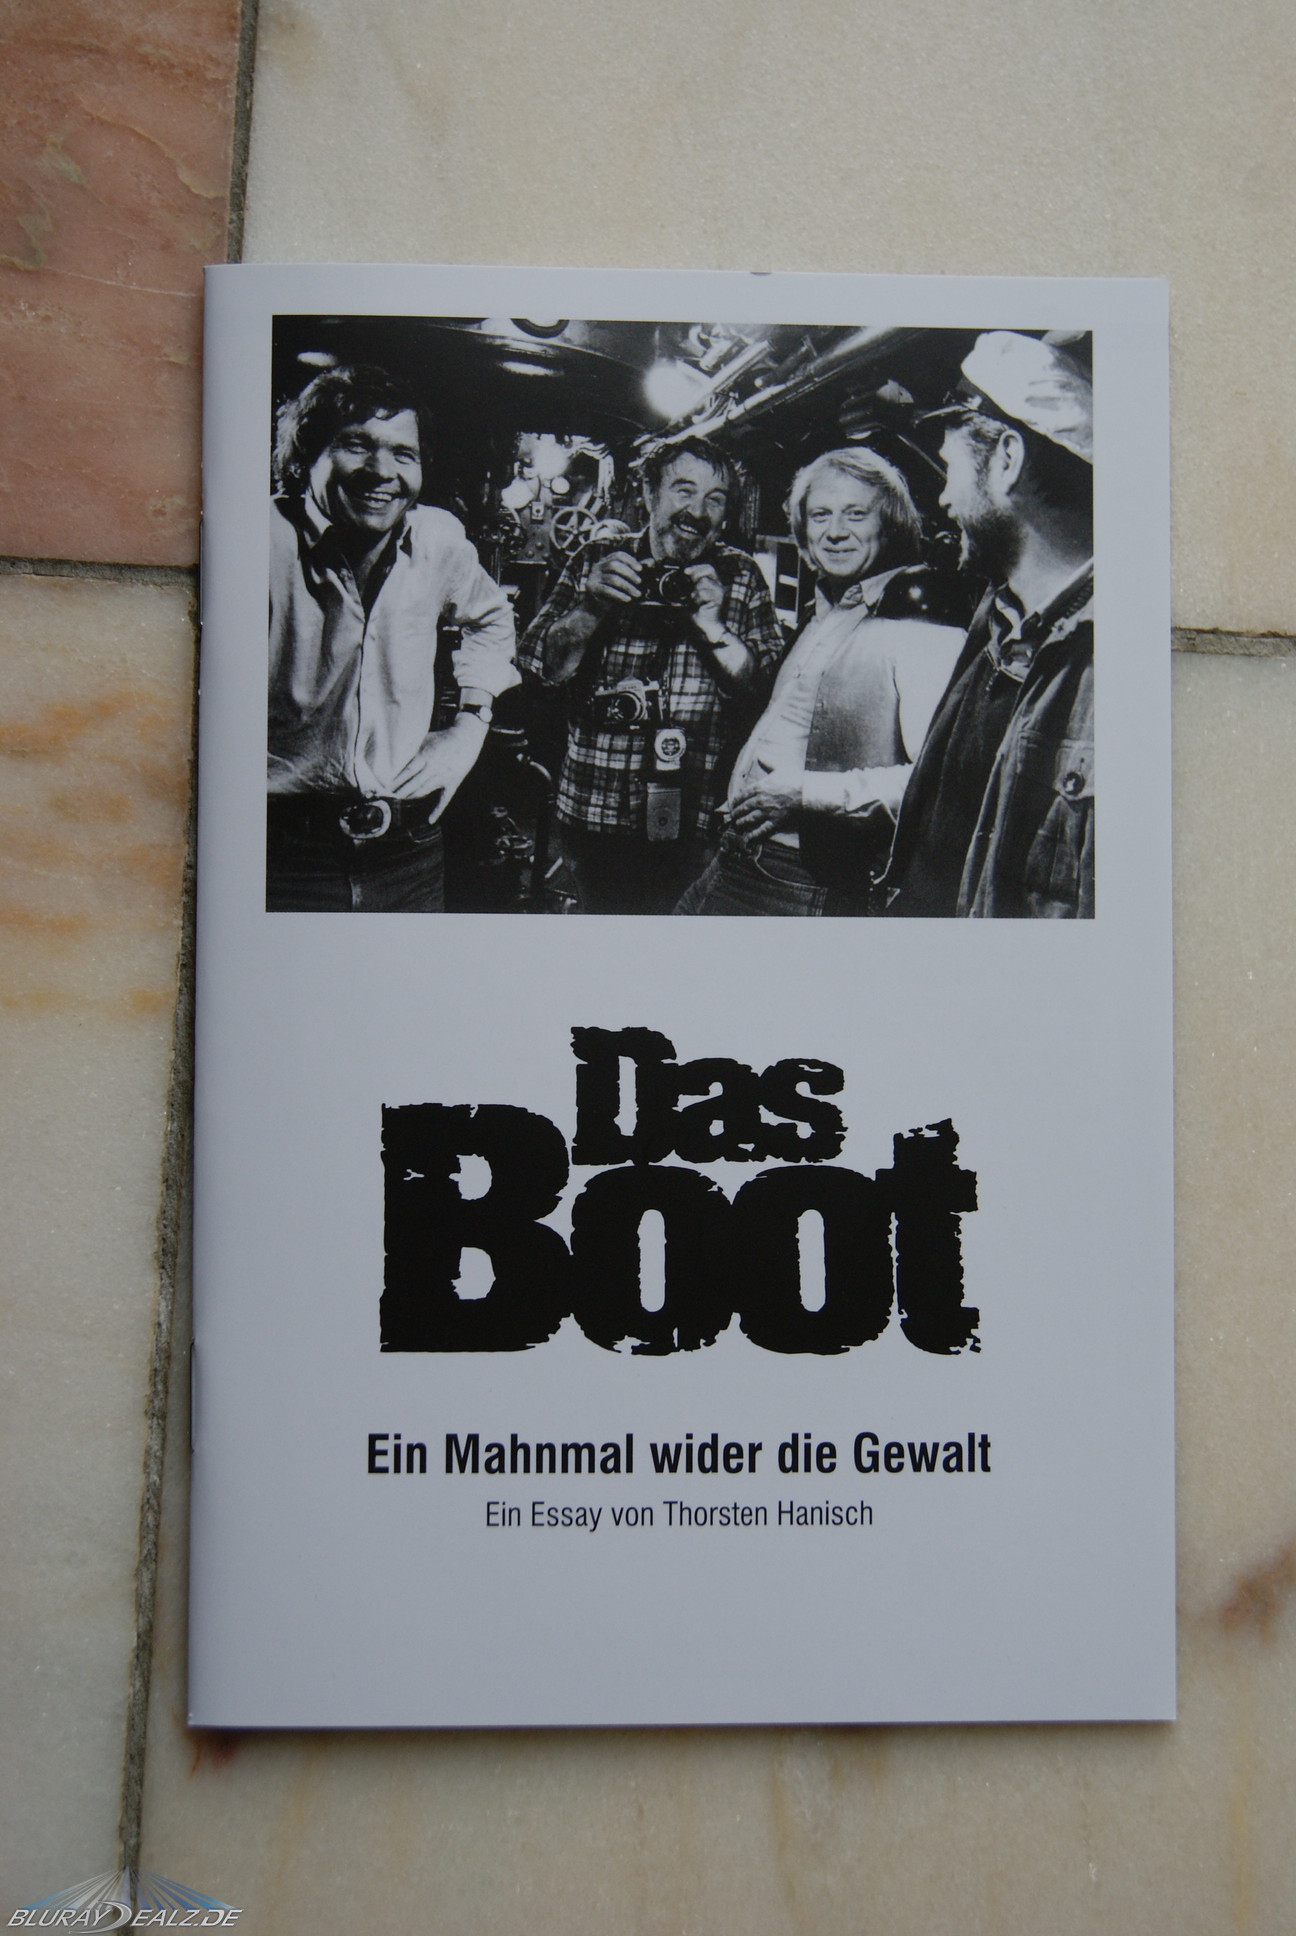 Das
Boot
Ein Mahnmal wider die Gewalt
Ein Essay von Thorsten Hanisch
BLURAYDEALZ.DE